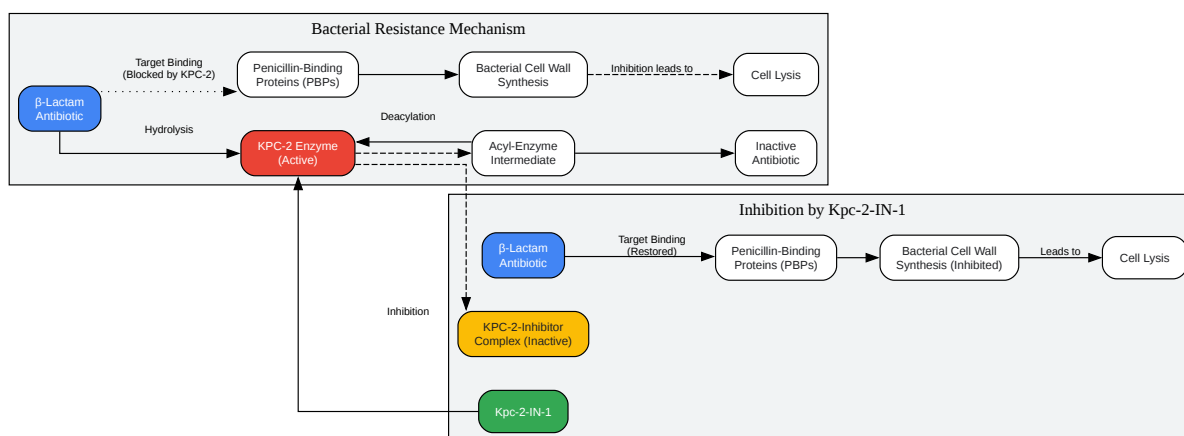 Bacterial Resistance Mechanism
Target Binding
(Blocked by KPC-2)
Penicillin-Binding
Proteins (PBPs)
Bacterial Cell Wall
Synthesis
Inhibition leads to
Cell Lysis
β-Lactam
Antibiotic
Hydrolysis
Deacylation
KPC-2 Enzyme
(Active)
Acyl-Enzyme
Intermediate
Inactive
Antibiotic
Inhibition by Kpc-2-IN-1
β-Lactam
Antibiotic
Target Binding
(Restored)
Penicillin-Binding
Proteins (PBPs)
Bacterial Cell Wall
Synthesis (Inhibited)
Leads to
Cell Lysis
Inhibition
KPC-2-Inhibitor
Complex (Inactive)
Kpc-2-IN-1